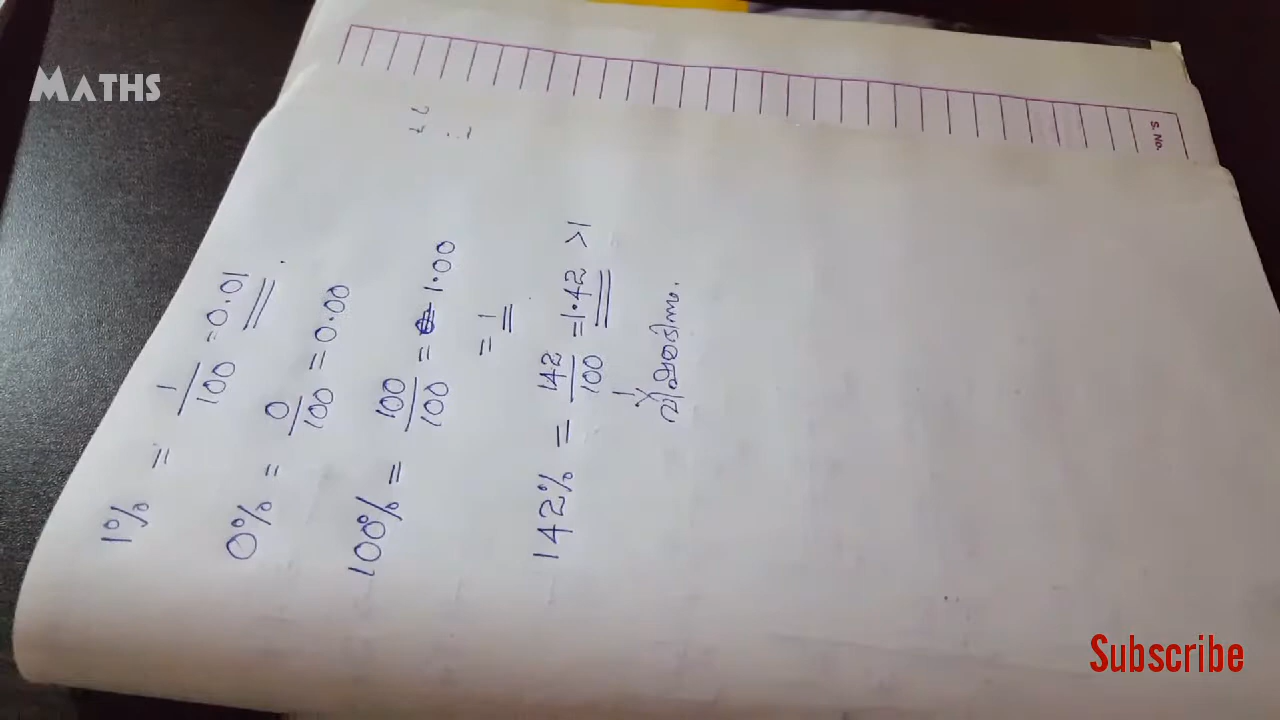 MATHS
S. No.
1% = 1/100 = 0.01
0% = 0/100 = 0.00
100% = 100/100 = 1.00
= 1
142% = 142/100 = 1.42 > 1
Subscribe